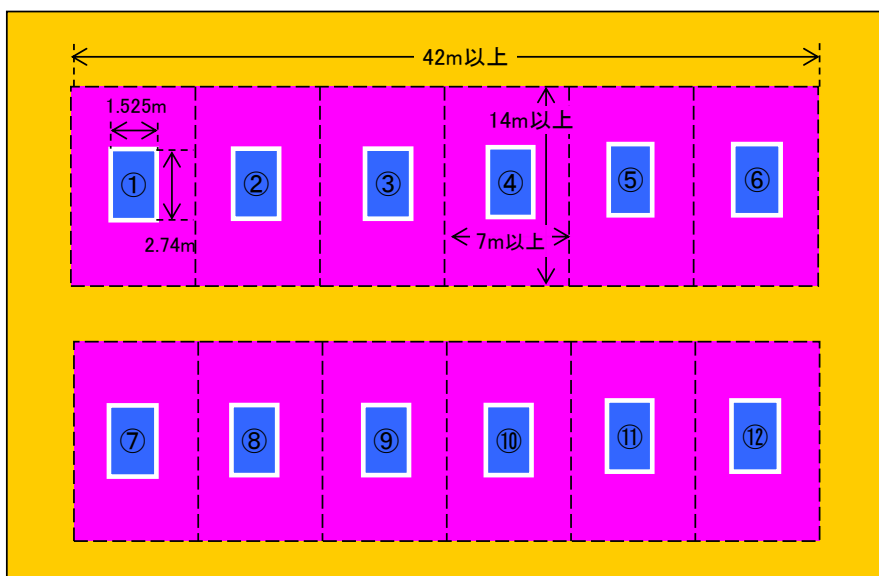 42m以上
1.525m
14m以上
① ② ③ ④ ⑤ ⑥
2.74m
7m以上
⑦ ⑧ ⑨ ⑩ ⑪ ⑫